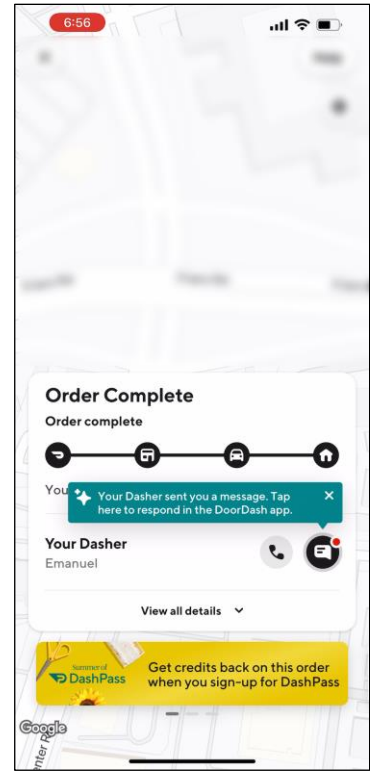 6:56
Order Complete
Order complete
You
Your Dasher sent you a message. Tap
here to respond in the DoorDash app.
Your Dasher
Emanuel
View all details
Summer of
DashPass
Get credits back on this order
when you sign-up for DashPass
Google
enter R